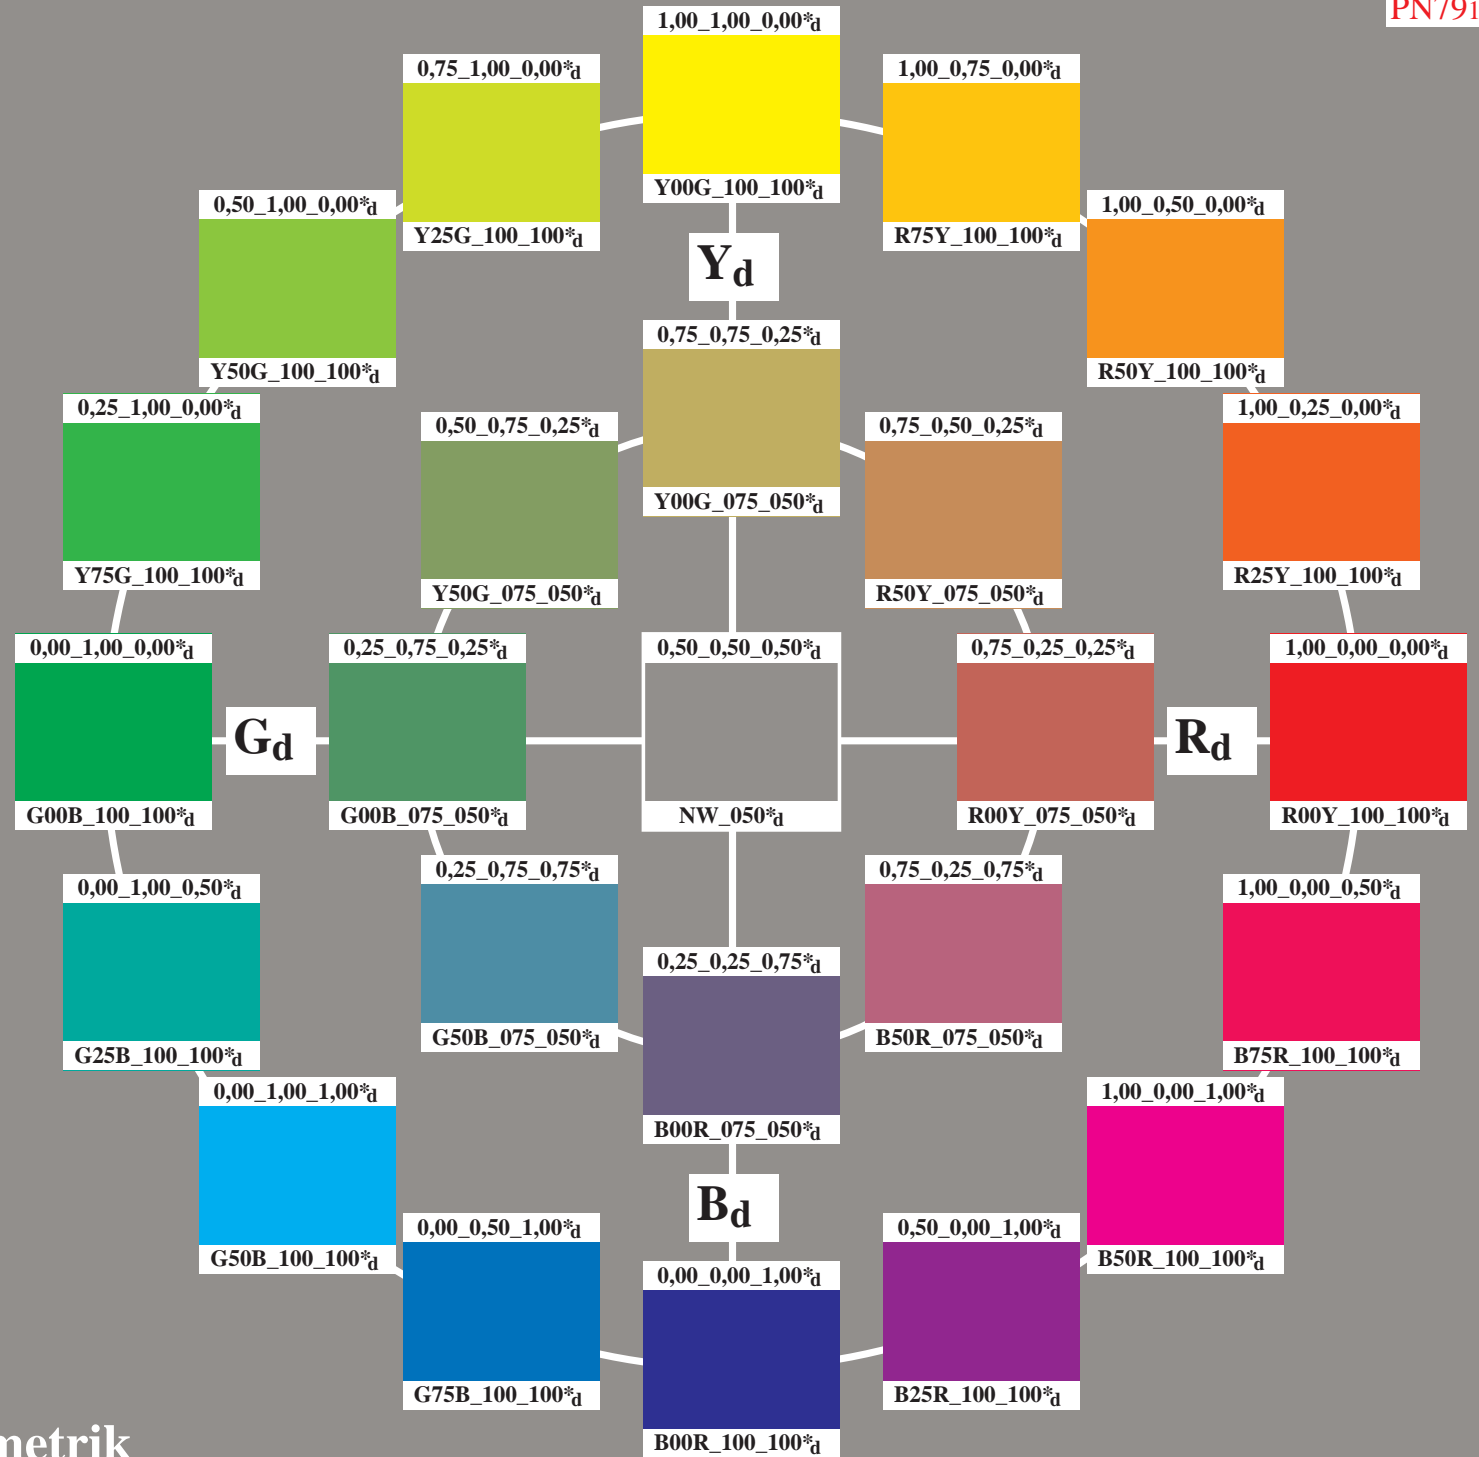 PN791
1,00_1,00_0,00*d
0,75_1,00_0,00*d
1,00_0,75_0,00*d
Y00G_100_100*d
0,50_1,00_0,00*d
1,00_0,50_0,00*d
Y25G_100_100*d
R75Y_100_100*d
Yd
0,75_0,75_0,25*d
Y50G_100_100*d
R50Y_100_100*d
0,25_1,00_0,00*d
1,00_0,25_0,00*d
0,50_0,75_0,25*d
0,75_0,50_0,25*d
Y00G_075_050*d
Y75G_100_100*d
R25Y_100_100*d
Y50G_075_050*d
R50Y_075_050*d
0,00_1,00_0,00*d
0,25_0,75_0,25*d
0,50_0,50_0,50*d
0,75_0,25_0,25*d
1,00_0,00_0,00*d
Gd
Rd
G00B_100_100*d
G00B_075_050*d
NW_050*d
R00Y_075_050*d
R00Y_100_100*d
0,25_0,75_0,75*d
0,75_0,25_0,75*d
0,00_1,00_0,50*d
1,00_0,00_0,50*d
0,25_0,25_0,75*d
G50B_075_050*d
B50R_075_050*d
G25B_100_100*d
B75R_100_100*d
0,00_1,00_1,00*d
1,00_0,00_1,00*d
B00R_075_050*d
Bd
0,00_0,50_1,00*d
0,50_0,00_1,00*d
G50B_100_100*d
B50R_100_100*d
0,00_0,00_1,00*d
G75B_100_100*d
B25R_100_100*d
metrik
B00R_100_100*d